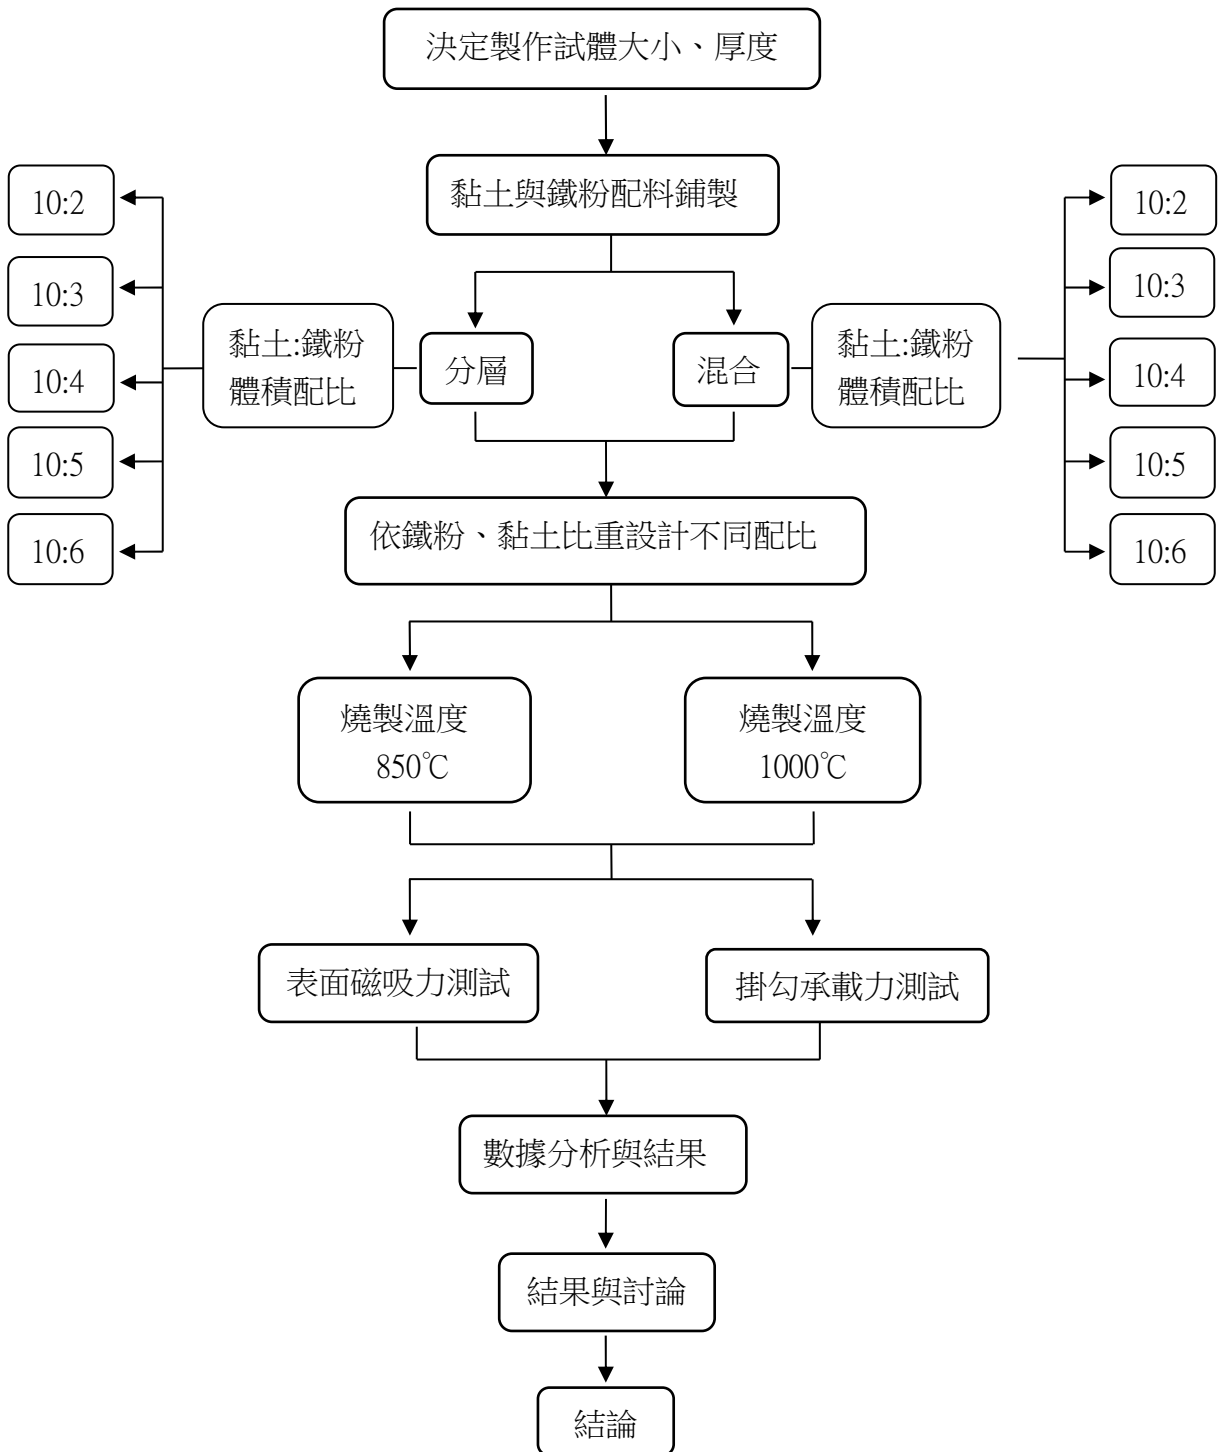 決定製作試體大小、厚度
黏土與鐵粉配料鋪製
10:2
10:3
10:4
10:5
10:6
黏土:鐵粉
體積配比
分層
混合
黏土:鐵粉
體積配比
10:2
10:3
10:4
10:5
10:6
依鐵粉、黏土比重設計不同配比
燒製溫度
850℃
燒製溫度
1000℃
表面磁吸力測試
掛勾承載力測試
數據分析與結果
結果與討論
結論